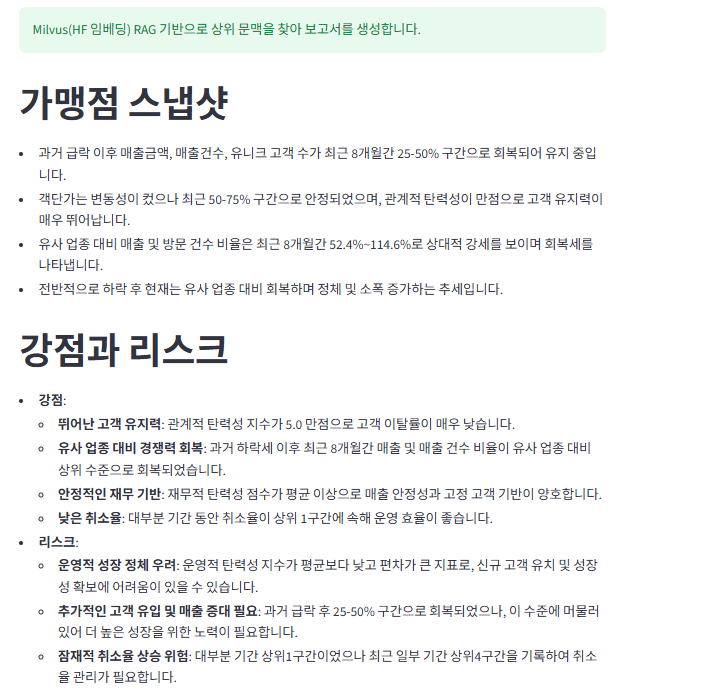 Milvus(HF 임베딩) RAG 기반으로 상위 문맥을 찾아 보고서를 생성합니다.
가맹점 스냅샷
• 과거 급락 이후 매출금액, 매출건수, 유니크 고객 수가 최근 8개월간 25-50% 구간으로 회복되어 유지 중입
니다.
• 객단가는 변동성이 컸으나 최근 50-75% 구간으로 안정되었으며, 관계적 탄력성이 만점으로 고객 유지력이
매우 뛰어납니다.
• 유사 업종 대비 매출 및 방문 건수 비율은 최근 8개월간 52.4%~114.6%로 상대적 강세를 보이며 회복세를
나타냅니다.
• 전반적으로 하락 후 현재는 유사 업종 대비 회복하며 정체 및 소폭 증가하는 추세입니다.
강점과 리스크
• 강점:
◦ 뛰어난 고객 유지력: 관계적 탄력성 지수가 5.0 만점으로 고객 이탈률이 매우 낮습니다.
◦ 유사 업종 대비 경쟁력 회복: 과거 하락세 이후 최근 8개월간 매출 및 매출 건수 비율이 유사 업종 대비
상위 수준으로 회복되었습니다.
◦ 안정적인 재무 기반: 재무적 탄력성 점수가 평균 이상으로 매출 안정성과 고정 고객 기반이 양호합니다.
◦ 낮은 취소율: 대부분 기간 동안 취소율이 상위 1구간에 속해 운영 효율이 좋습니다.
• 리스크:
◦ 운영적 성장 정체 우려: 운영적 탄력성 지수가 평균보다 낮고 편차가 큰 지표로, 신규 고객 유치 및 성장
성 확보에 어려움이 있을 수 있습니다.
◦ 추가적인 고객 유입 및 매출 증대 필요: 과거 급락 후 25-50% 구간으로 회복되었으나, 이 수준에 머물러
있어 더 높은 성장을 위한 노력이 필요합니다.
◦ 잠재적 취소율 상승 위험: 대부분 기간 상위1구간이었으나 최근 일부 기간 상위4구간을 기록하여 취소
율 관리가 필요합니다.